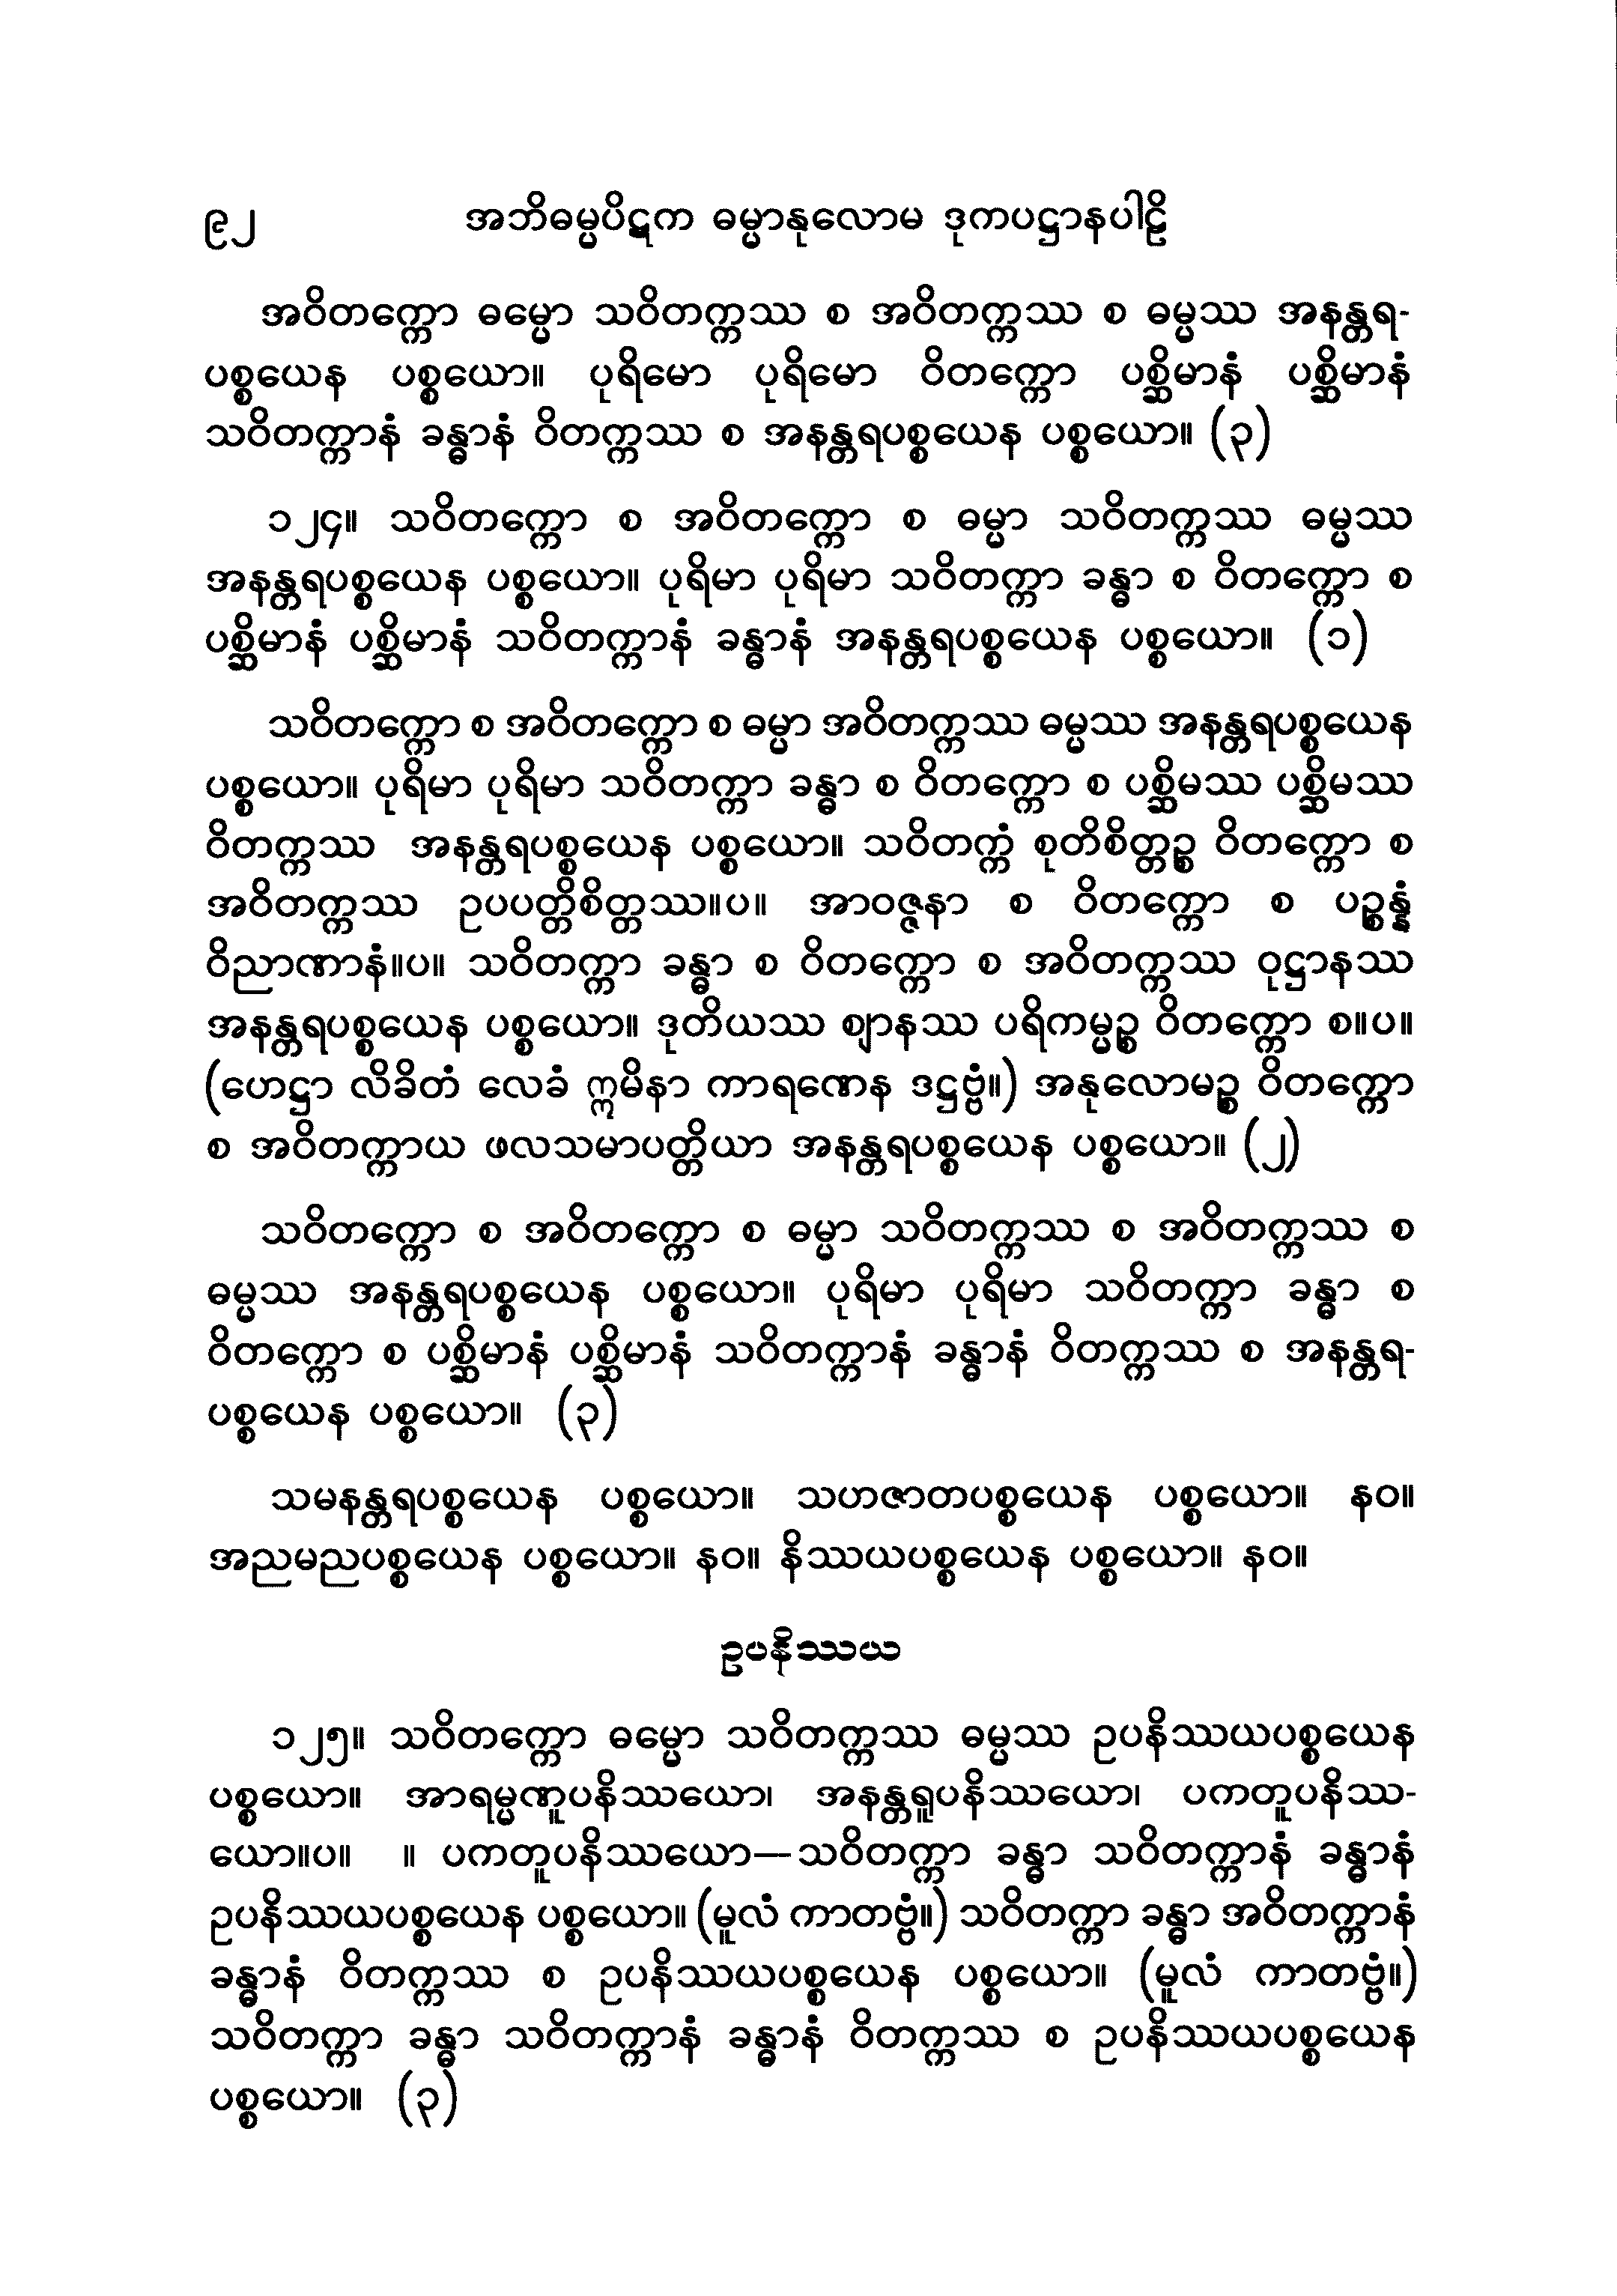 ၉၂ အဘိဓမ္မပိဋက ဓမ္မာနုလောမ ဒုကပဋ္ဌာနပါဠိ
အဝိတက္ကော ဓမ္မော သဝိတက္ကဿ စ အဝိတက္ကဿ စ ဓမ္မဿ အနန္တရ-
ပစ္စယေန ပစ္စယော။ ပုရိမော ပုရိမော ဝိတက္ကော ပစ္ဆိမာနံ ပစ္ဆိမာနံ
သဝိတက္ကာနံ ခန္ဓာနံ ဝိတက္ကဿ စ အနန္တရပစ္စယေန ပစ္စယော။ (၃)
၁၂၄။ သဝိတက္ကော စ အဝိတက္ကော စ ဓမ္မာ သဝိတက္ကဿ ဓမ္မဿ
အနန္တရပစ္စယေန ပစ္စယော။ ပုရိမာ ပုရိမာ သဝိတက္ကာ ခန္ဓာ စ ဝိတက္ကော စ
ပစ္ဆိမာနံ ပစ္ဆိမာနံ သဝိတက္ကာနံ ခန္ဓာနံ အနန္တရပစ္စယေန ပစ္စယော။ (၁)
သဝိတက္ကော စ အဝိတက္ကော စ ဓမ္မာ အဝိတက္ကဿ ဓမ္မဿ အနန္တရပစ္စယေန
ပစ္စယော။ ပုရိမာ ပုရိမာ သဝိတက္ကာ ခန္ဓာ စ ဝိတက္ကော စ ပစ္ဆိမဿ ပစ္ဆိမဿ
ဝိတက္ကဿ အနန္တရပစ္စယေန ပစ္စယော။ သဝိတက္ကံ စုတိစိတ္တဉ္စ ဝိတက္ကော စ
အဝိတက္ကဿ ဥပပတ္တိစိတ္တဿ။ပ။ အာဝဇ္ဇနာ စ ဝိတက္ကော စ ပဉ္စန္နံ
ဝိညာဏာနံ။ပ။ သဝိတက္ကာ ခန္ဓာ စ ဝိတက္ကော စ အဝိတက္ကဿ ဝုဋ္ဌာနဿ
အနန္တရပစ္စယေန ပစ္စယော။ ဒုတိယဿ ဈာနဿ ပရိကမ္မဉ္စ ဝိတက္ကော စ။ပ။
(ဟေဋ္ဌာ လိခိတံ လေခံ ဣမိနာ ကာရဏေန ဒဋ္ဌဗ္ဗံ။) အနုလောမဉ္စ ဝိတက္ကော
စ အဝိတက္ကာယ ဖလသမာပတ္တိယာ အနန္တရပစ္စယေန ပစ္စယော။ (၂)
သဝိတက္ကော စ အဝိတက္ကော စ ဓမ္မာ သဝိတက္ကဿ စ အဝိတက္ကဿ စ
ဓမ္မဿ အနန္တရပစ္စယေန ပစ္စယော။ ပုရိမာ ပုရိမာ သဝိတက္ကာ ခန္ဓာ စ
ဝိတက္ကော စ ပစ္ဆိမာနံ ပစ္ဆိမာနံ သဝိတက္ကာနံ ခန္ဓာနံ ဝိတက္ကဿ စ အနန္တရ-
ပစ္စယေန ပစ္စယော။ (၃)
သမနန္တရပစ္စယေန ပစ္စယော။ သဟဇာတပစ္စယေန ပစ္စယော။ နဝ။
အညမညပစ္စယေန ပစ္စယော။ နဝ။ နိဿယပစ္စယေန ပစ္စယော။ နဝ။
ဥပနိဿယ
၁၂၅။ သဝိတက္ကော ဓမ္မော သဝိတက္ကဿ ဓမ္မဿ ဥပနိဿယပစ္စယေန
ပစ္စယော။ အာရမ္မဏူပနိဿယော၊ အနန္တရူပနိဿယော၊ ပကတူပနိဿ-
ယော။ပ။ ။ ပကတူပနိဿယော—သဝိတက္ကာ ခန္ဓာ သဝိတက္ကာနံ ခန္ဓာနံ
ဥပနိဿယပစ္စယေန ပစ္စယော။ (မူလံ ကာတဗ္ဗံ။) သဝိတက္ကာ ခန္ဓာ အဝိတက္ကာနံ
ခန္ဓာနံ ဝိတက္ကဿ စ ဥပနိဿယပစ္စယေန ပစ္စယော။ (မူလံ ကာတဗ္ဗံ။)
သဝိတက္ကာ ခန္ဓာ သဝိတက္ကာနံ ခန္ဓာနံ ဝိတက္ကဿ စ ဥပနိဿယပစ္စယေန
ပစ္စယော။ (၃)